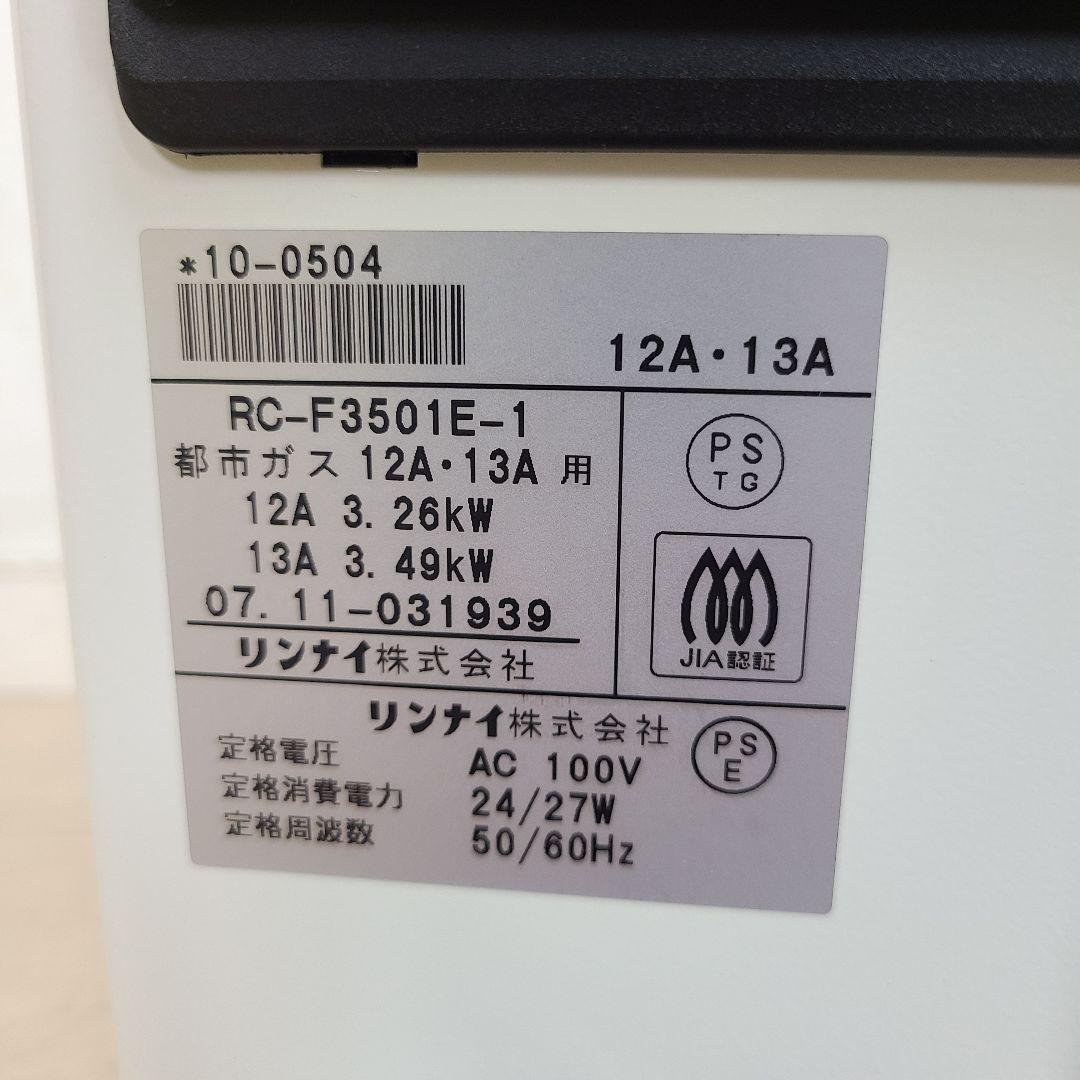 *10-0504
12A・13A
RC-F3501E-1
都市ガス 12A・13A 用
12A 3.26kW
13A 3.49kW
07.11-031939
リンナイ株式会社
PS
TG
JIA認証
リンナイ株式会社
定格電圧 AC 100V
定格消費電力 24/27W
定格周波数 50/60Hz
PS
E